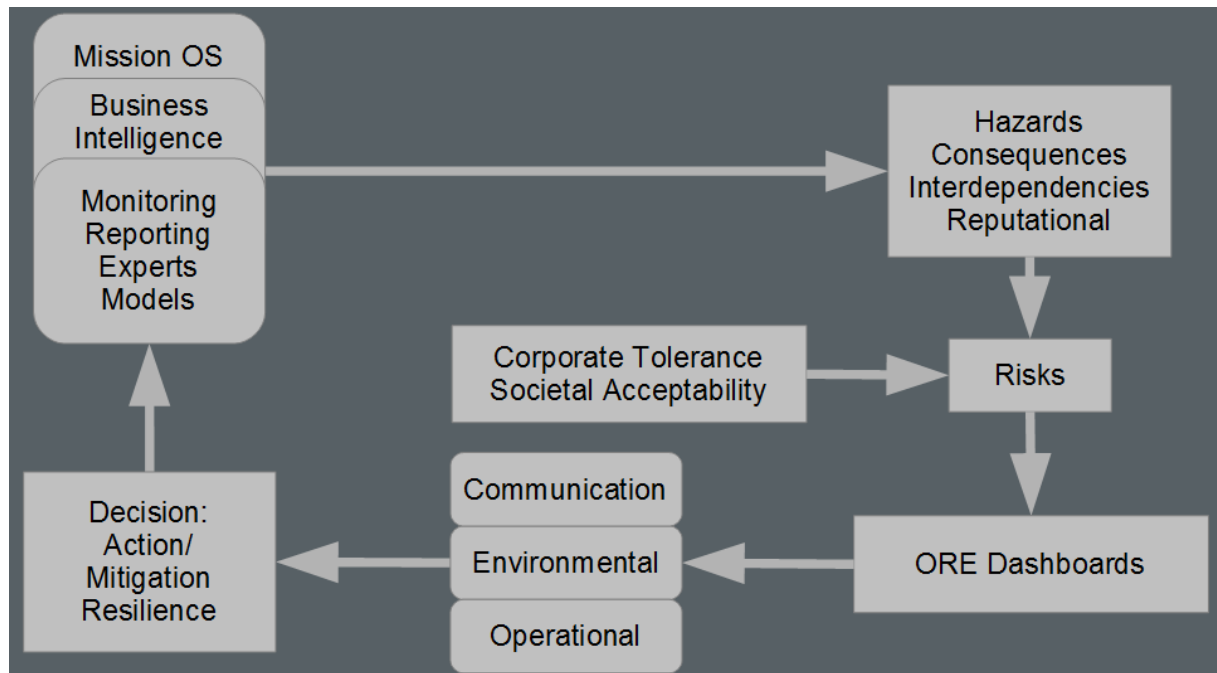 Mission OS
Business
Intelligence
Monitoring
Reporting
Experts
Models
Hazards
Consequences
Interdependencies
Reputational
Corporate Tolerance
Societal Acceptability
Risks
Communication
Environmental
Operational
ORE Dashboards
Decision:
Action/
Mitigation
Resilience